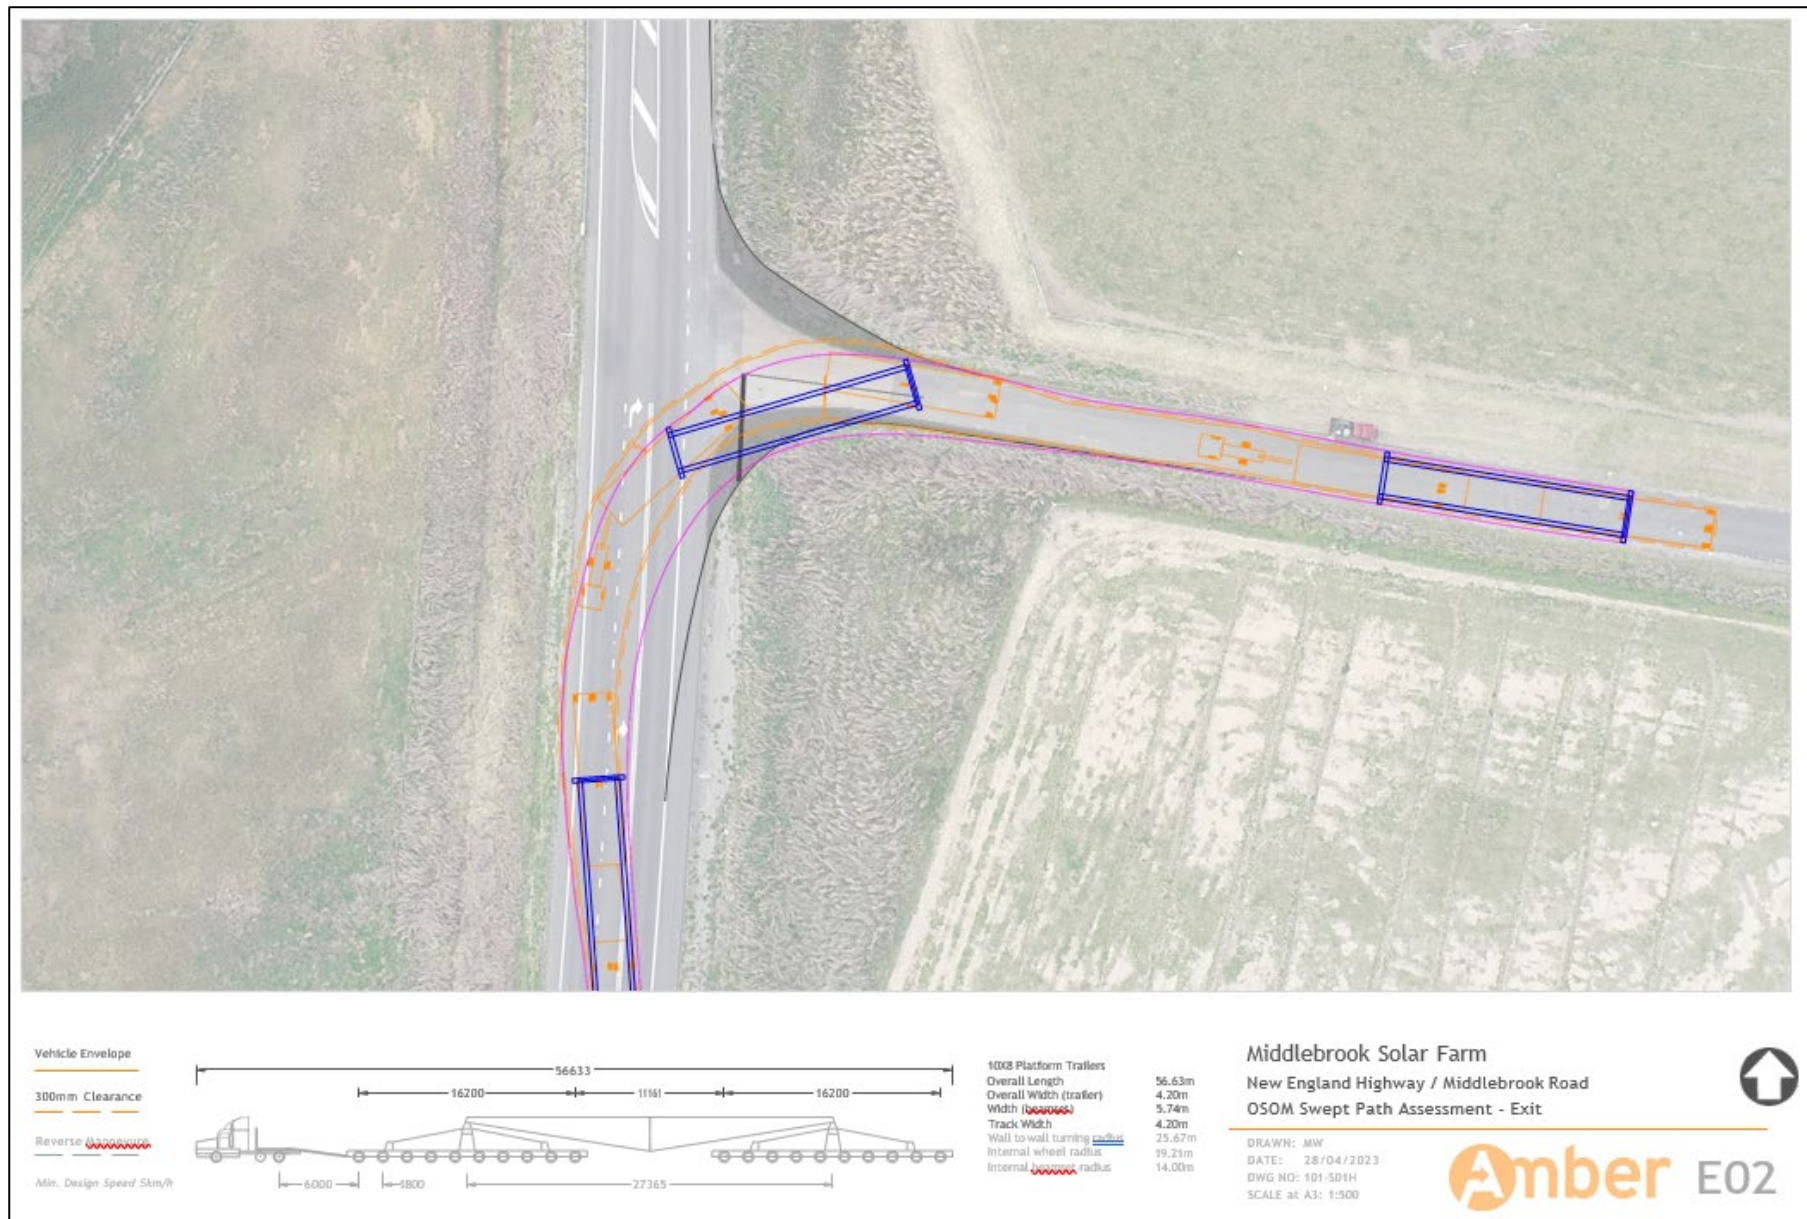 Vehicle Envelope
300mm Clearance
Reverse Manoevure
Min. Design Speed 5km/h
56633
16200
11161
16200
6000
1800
27365
10X8 Platform Trailers
Overall Length 56.63m
Overall Width (trailer) 4.20m
Width (beamset) 5.74m
Track Width 4.20m
Wall to wall turning radius 25.67m
Internal wheel radius 19.21m
Internal beamset radius 14.00m
Middlebrook Solar Farm
New England Highway / Middlebrook Road
OSOM Swept Path Assessment - Exit
DRAWN: MW
DATE: 28/04/2023
DWG NO: 101-S01H
SCALE at A3: 1:500
Amber
E02